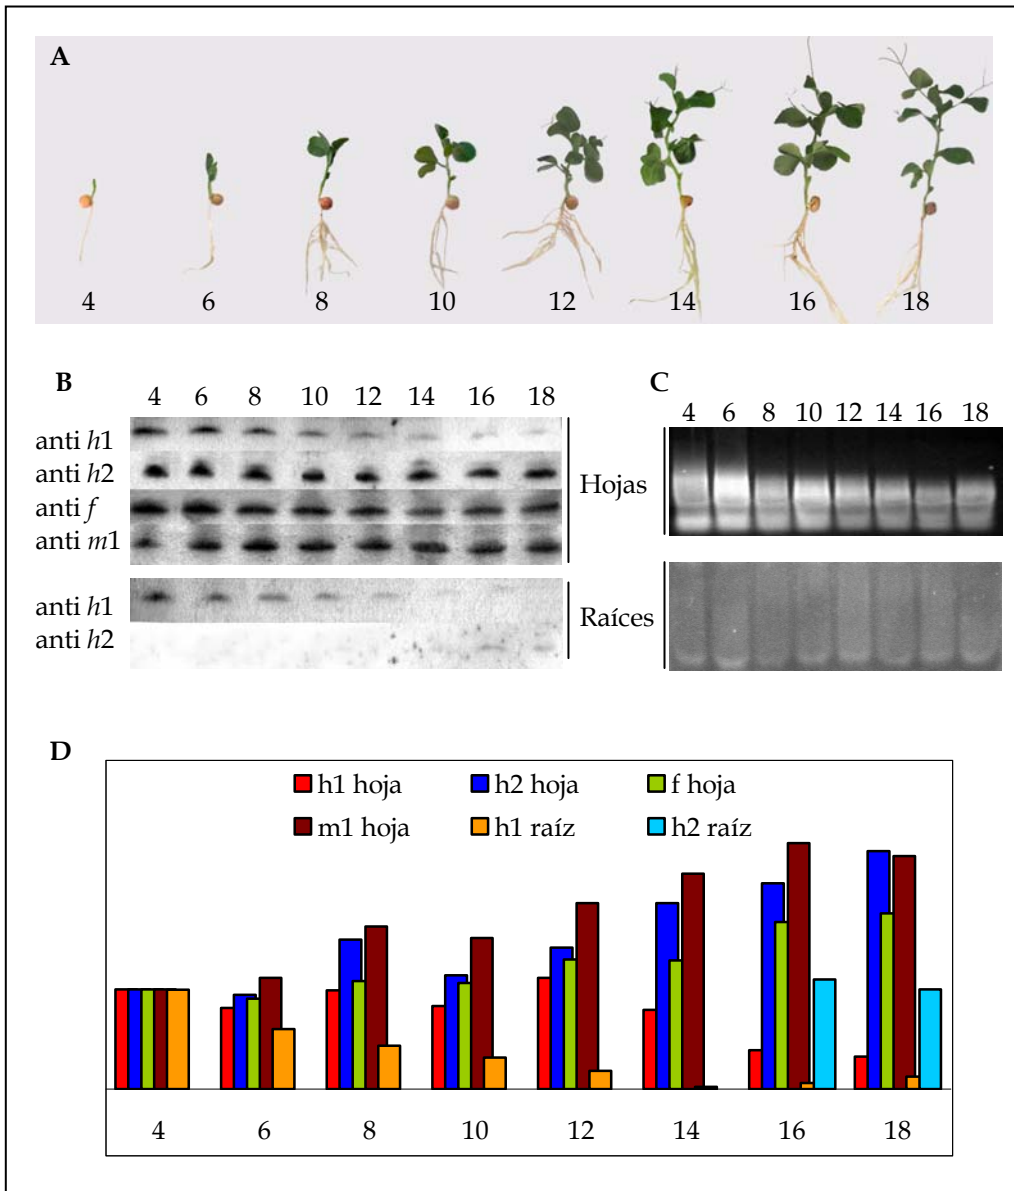 A
4 6 8 10 12 14 16 18
B
4 6 8 10 12 14 16 18
anti h1
anti h2
anti f
anti m1
Hojas
anti h1
anti h2
Raíces
C
4 6 8 10 12 14 16 18
D
h1 hoja h2 hoja f hoja
m1 hoja h1 raíz h2 raíz
4 6 8 10 12 14 16 18